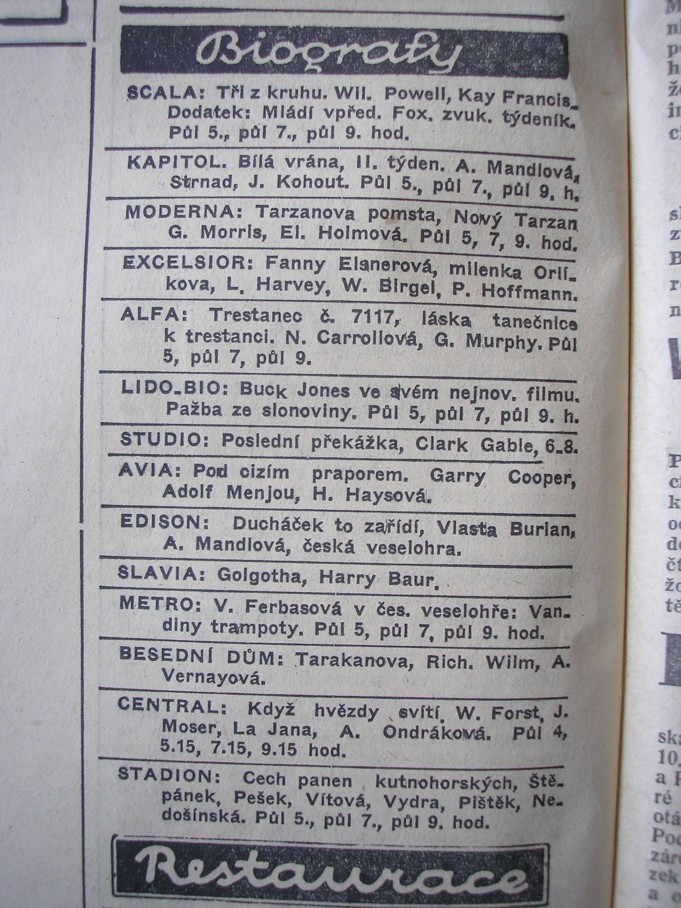 Biografy
SCALA: Tři z kruhu. Wil. Powell, Kay Francis.
Dodatek: Mládí vpřed. Fox. zvuk. týdeník.
Půl 5., půl 7., půl 9. hod.
KAPITOL. Bílá vrána, II. týden. A. Mandlová,
Strnad, J. Kohout. Půl 5., půl 7., půl 9. h.
MODERNA: Tarzanova pomsta, Nový Tarzan
G. Morris, El. Holmová. Půl 5, 7, 9. hod.
EXCELSIOR: Fanny Elsnerová, milenka Orlí-
kova, L. Harvey, W. Birgel, P. Hoffmann.
ALFA: Trestanec č. 7117, láska tanečnice
k trestanci. N. Carrollová, G. Murphy. Půl
5, půl 7, půl 9.
LIDO-BIO: Buck Jones ve svém nejnov. filmu.
Pažba ze slonoviny. Půl 5, půl 7, půl 9. h.
STUDIO: Poslední překážka, Clark Gable, 6-8.
AVIA: Pod cizím praporem. Garry Cooper,
Adolf Menjou, H. Haysová.
EDISON: Ducháček to zařídí, Vlasta Burian,
A. Mandlová, česká veselohra.
SLAVIA: Golgotha, Harry Baur.
METRO: V. Ferbasová v čes. veselohře: Van-
diny trampoty. Půl 5, půl 7, půl 9. hod.
BESEDNÍ DŮM: Tarakanova, Rich. Wilm, A.
Vernayová.
CENTRAL: Když hvězdy svítí. W. Forst, J.
Moser, La Jana, A. Ondráková. Půl 4,
5.15, 7.15, 9.15 hod.
STADION: Cech panen kutnohorských, Ště-
pánek, Pešek, Vítová, Vydra, Pištěk, Ne-
došínská. Půl 5., půl 7., půl 9. hod.
Restaurace